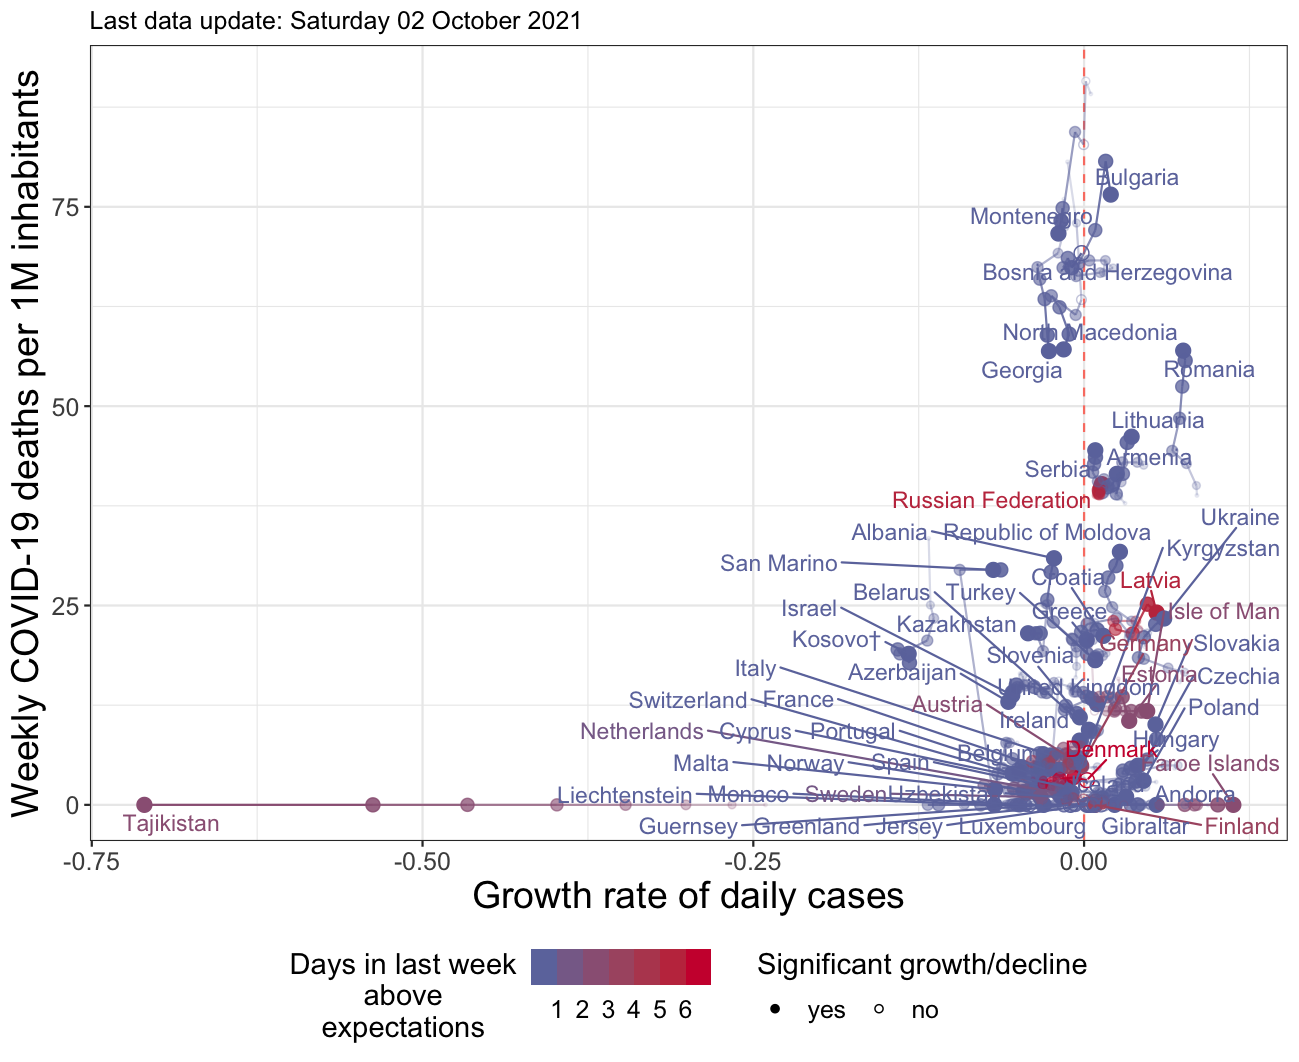 Last data update: Saturday 02 October 2021
Weekly COVID-19 deaths per 1M inhabitants
75
50
25
0
Bulgaria
Montenegro
Bosnia and Herzegovina
North Macedonia
Georgia
Romania
Lithuania
Armenia
Serbia
Russian Federation
Ukraine
Albania
Republic of Moldova
Kyrgyzstan
San Marino
Croatia
Latvia
Belarus
Turkey
Israel
Greece
Isle of Man
Kazakhstan
Kosovo†
Germany
Slovakia
Slovenia
Italy
Azerbaijan
Estonia
Czechia
United Kingdom
Switzerland
France
Austria
Poland
Ireland
Netherlands
Cyprus
Portugal
Hungary
Belgium
Denmark
Malta
Norway
Spain
Faroe Islands
Liechtenstein
Monaco
Sweden
Uzbekistan
Andorra
Tajikistan
Guernsey
Greenland
Jersey
Luxembourg
Gibraltar
Finland
-0.75
-0.50
-0.25
0.00
Growth rate of daily cases
Days in last week
above
expectations
1 2 3 4 5 6
Significant growth/decline
yes
no